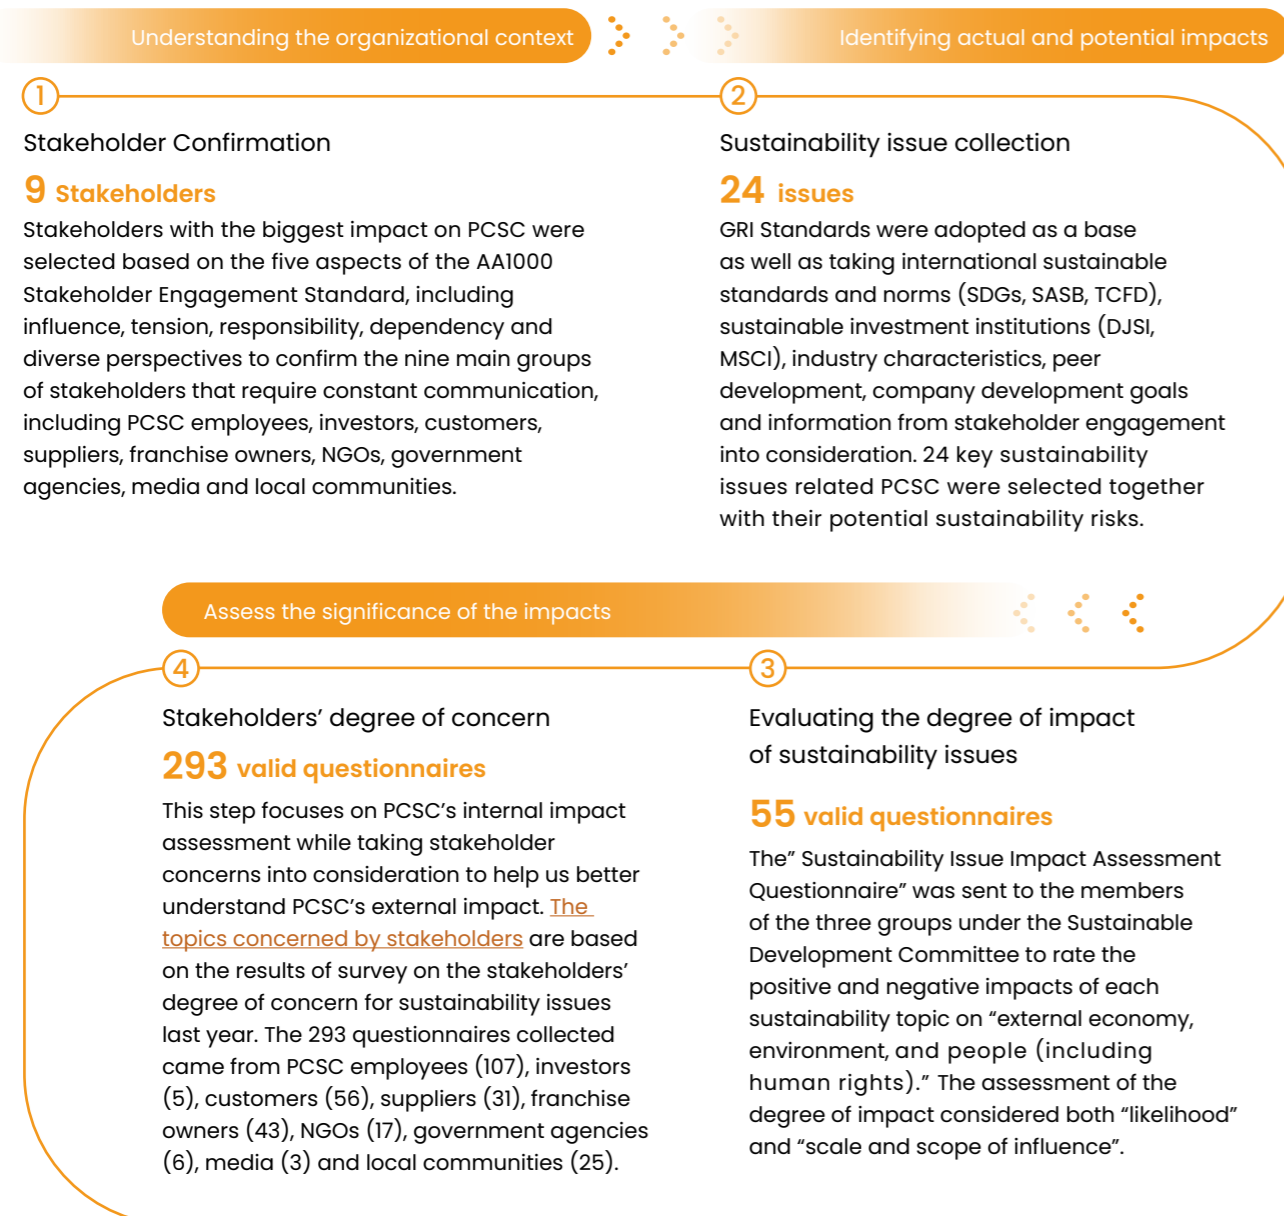 Understanding the organizational context
Identifying actual and potential impacts
1
Stakeholder Confirmation
9 Stakeholders
Stakeholders with the biggest impact on PCSC were
selected based on the five aspects of the AA1000
Stakeholder Engagement Standard, including
influence, tension, responsibility, dependency and
diverse perspectives to confirm the nine main groups
of stakeholders that require constant communication,
including PCSC employees, investors, customers,
suppliers, franchise owners, NGOs, government
agencies, media and local communities.
2
Sustainability issue collection
24 issues
GRI Standards were adopted as a base
as well as taking international sustainable
standards and norms (SDGs, SASB, TCFD),
sustainable investment institutions (DJSI,
MSCI), industry characteristics, peer
development, company development goals
and information from stakeholder engagement
into consideration. 24 key sustainability
issues related PCSC were selected together
with their potential sustainability risks.
Assess the significance of the impacts
3
Evaluating the degree of impact
of sustainability issues
55 valid questionnaires
The” Sustainability Issue Impact Assessment
Questionnaire” was sent to the members
of the three groups under the Sustainable
Development Committee to rate the
positive and negative impacts of each
sustainability topic on “external economy,
environment, and people (including
human rights).” The assessment of the
degree of impact considered both “likelihood”
and “scale and scope of influence”.
4
Stakeholders’ degree of concern
293 valid questionnaires
This step focuses on PCSC’s internal impact
assessment while taking stakeholder
concerns into consideration to help us better
understand PCSC’s external impact. The
topics concerned by stakeholders are based
on the results of survey on the stakeholders’
degree of concern for sustainability issues
last year. The 293 questionnaires collected
came from PCSC employees (107), investors
(5), customers (56), suppliers (31), franchise
owners (43), NGOs (17), government agencies
(6), media (3) and local communities (25).